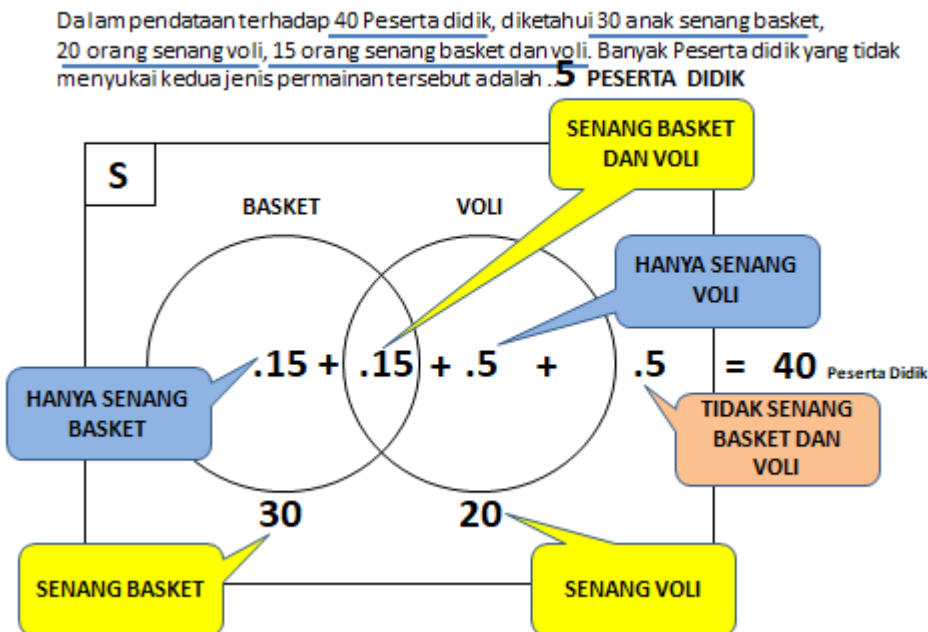 Dalam pendataan terhadap 40 Peserta didik, diketahui 30 anak senang basket,
20 orang senang voli, 15 orang senang basket dan voli. Banyak Peserta didik yang tidak
menyukai kedua jenis permainan tersebut adalah ..5 PESERTA DIDIK
SENANG BASKET
DAN VOLI
S
BASKET VOLI
HANYA SENANG
VOLI
.15 + .15 + .5 + .5 = 40 Peserta Didik
HANYA SENANG
BASKET
TIDAK SENANG
BASKET DAN
VOLI
30 20
SENANG BASKET SENANG VOLI